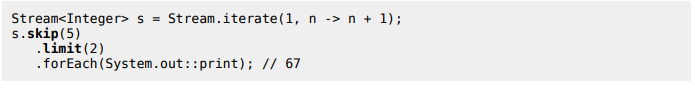 Stream<Integer> s = Stream.iterate(1, n -> n + 1);
s.skip(5)
   .limit(2)
   .forEach(System.out::print); // 67